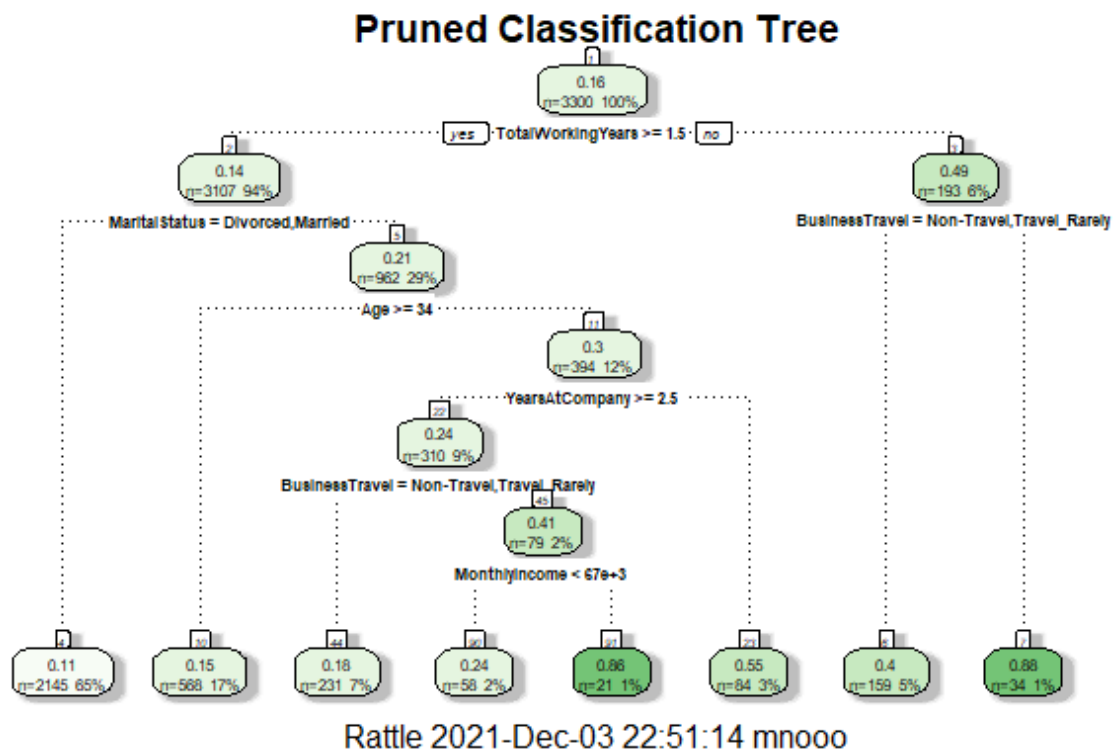 Pruned Classification Tree
1
0.16
n=3300 100%
yes TotalWorkingYears >= 1.5 no
2
0.14
n=3107 94%
3
0.49
n=193 6%
MaritalStatus = Divorced,Married
BusinessTravel = Non-Travel,Travel_Rarely
5
0.21
n=962 29%
Age >= 34
11
0.3
n=394 12%
YearsAtCompany >= 2.5
22
0.24
n=310 9%
BusinessTravel = Non-Travel,Travel_Rarely
45
0.41
n=79 2%
MonthlyIncome < 67e+3
4
0.11
n=2145 65%
10
0.15
n=568 17%
44
0.18
n=231 7%
90
0.24
n=58 2%
91
0.86
n=21 1%
23
0.55
n=84 3%
6
0.4
n=159 5%
7
0.88
n=34 1%
Rattle 2021-Dec-03 22:51:14 mnooo